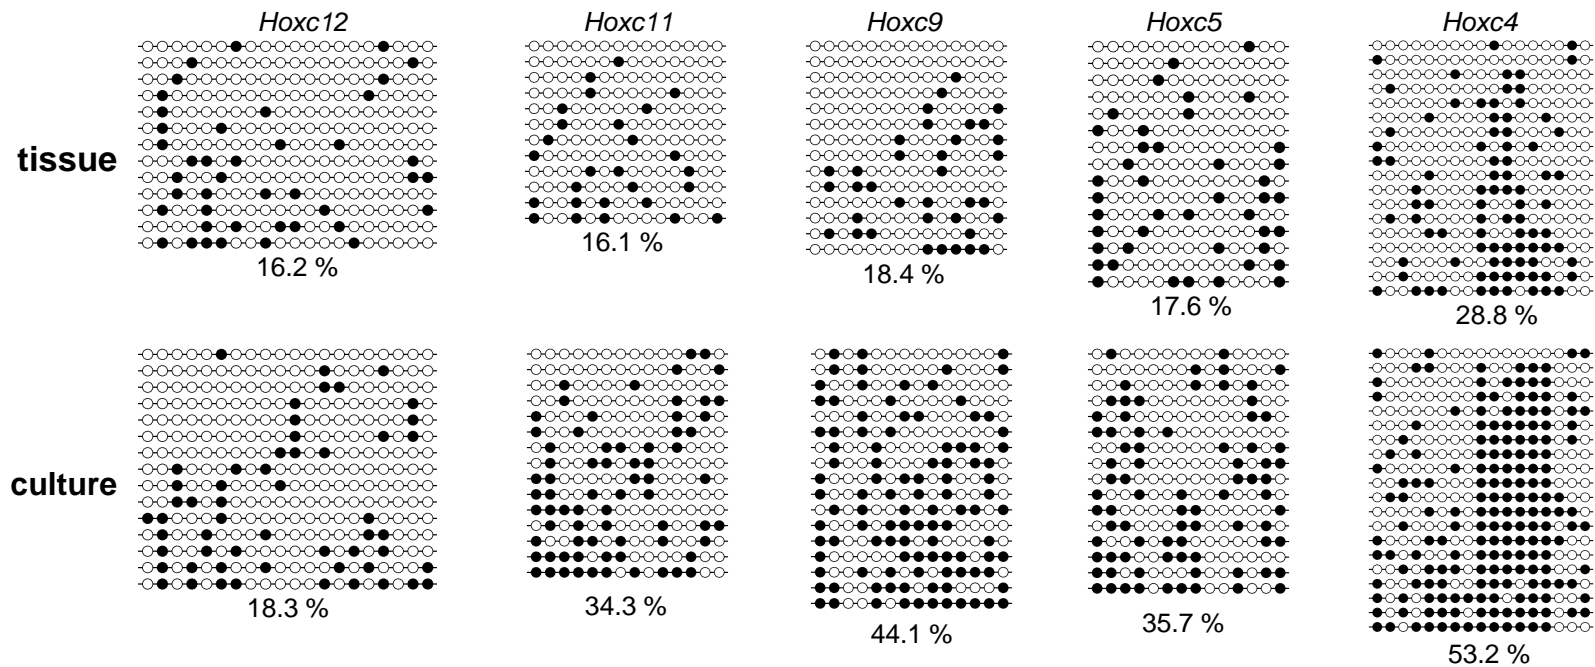 Hoxc12 Hoxc11 Hoxc9 Hoxc5 Hoxc4
tissue
16.2 % 16.1 % 18.4 % 17.6 % 28.8 %
culture
18.3 % 34.3 % 44.1 % 35.7 % 53.2 %